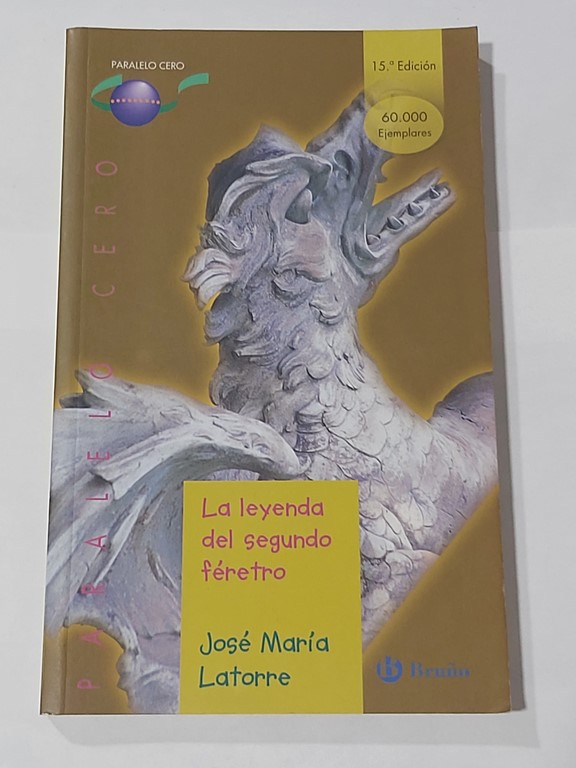 PARALELO CERO
15.ª Edición
60.000
Ejemplares
PARALELO CERO
La leyenda
del segundo
féretro
José María
Latorre
Bruño